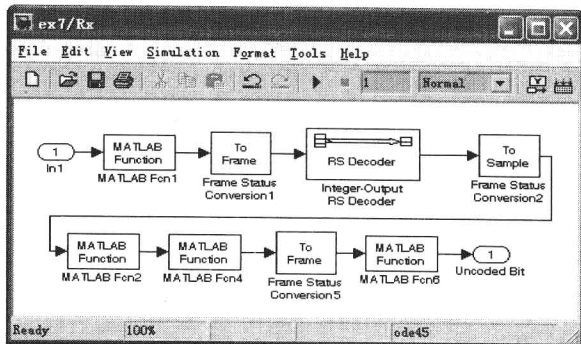 ex7/Rx
File Edit View Simulation Format Tools Help
1 Normal
1
In1
MATLAB
Function
MATLAB Fcn1
To
Frame
Frame Status
Conversion1
RS Decoder
Integer-Output
RS Decoder
To
Sample
Frame Status
Conversion2
MATLAB
Function
MATLAB Fcn2
MATLAB
Function
MATLAB Fcn4
To
Frame
Frame Status
Conversion5
MATLAB
Function
MATLAB Fcn6
1
Uncoded Bit
Ready 100% ode45